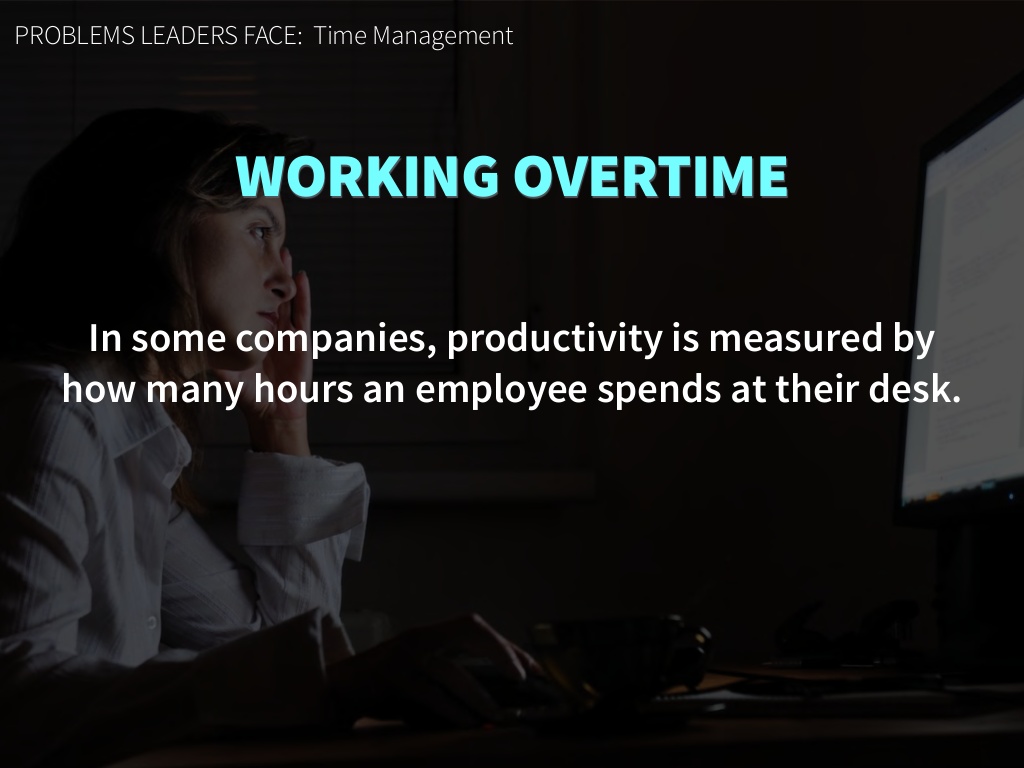 PROBLEMS LEADERS FACE:  Time Management
WORKING OVERTIME
In some companies, productivity is measured by
how many hours an employee spends at their desk.